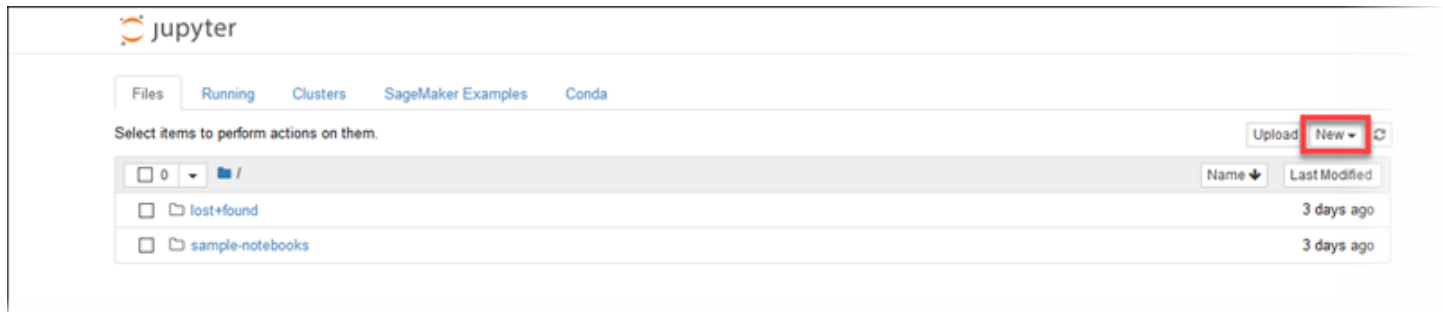 jupyter
Files Running Clusters SageMaker Examples Conda
Select items to perform actions on them. Upload New
0 / Name Last Modified
lost+found 3 days ago
sample-notebooks 3 days ago